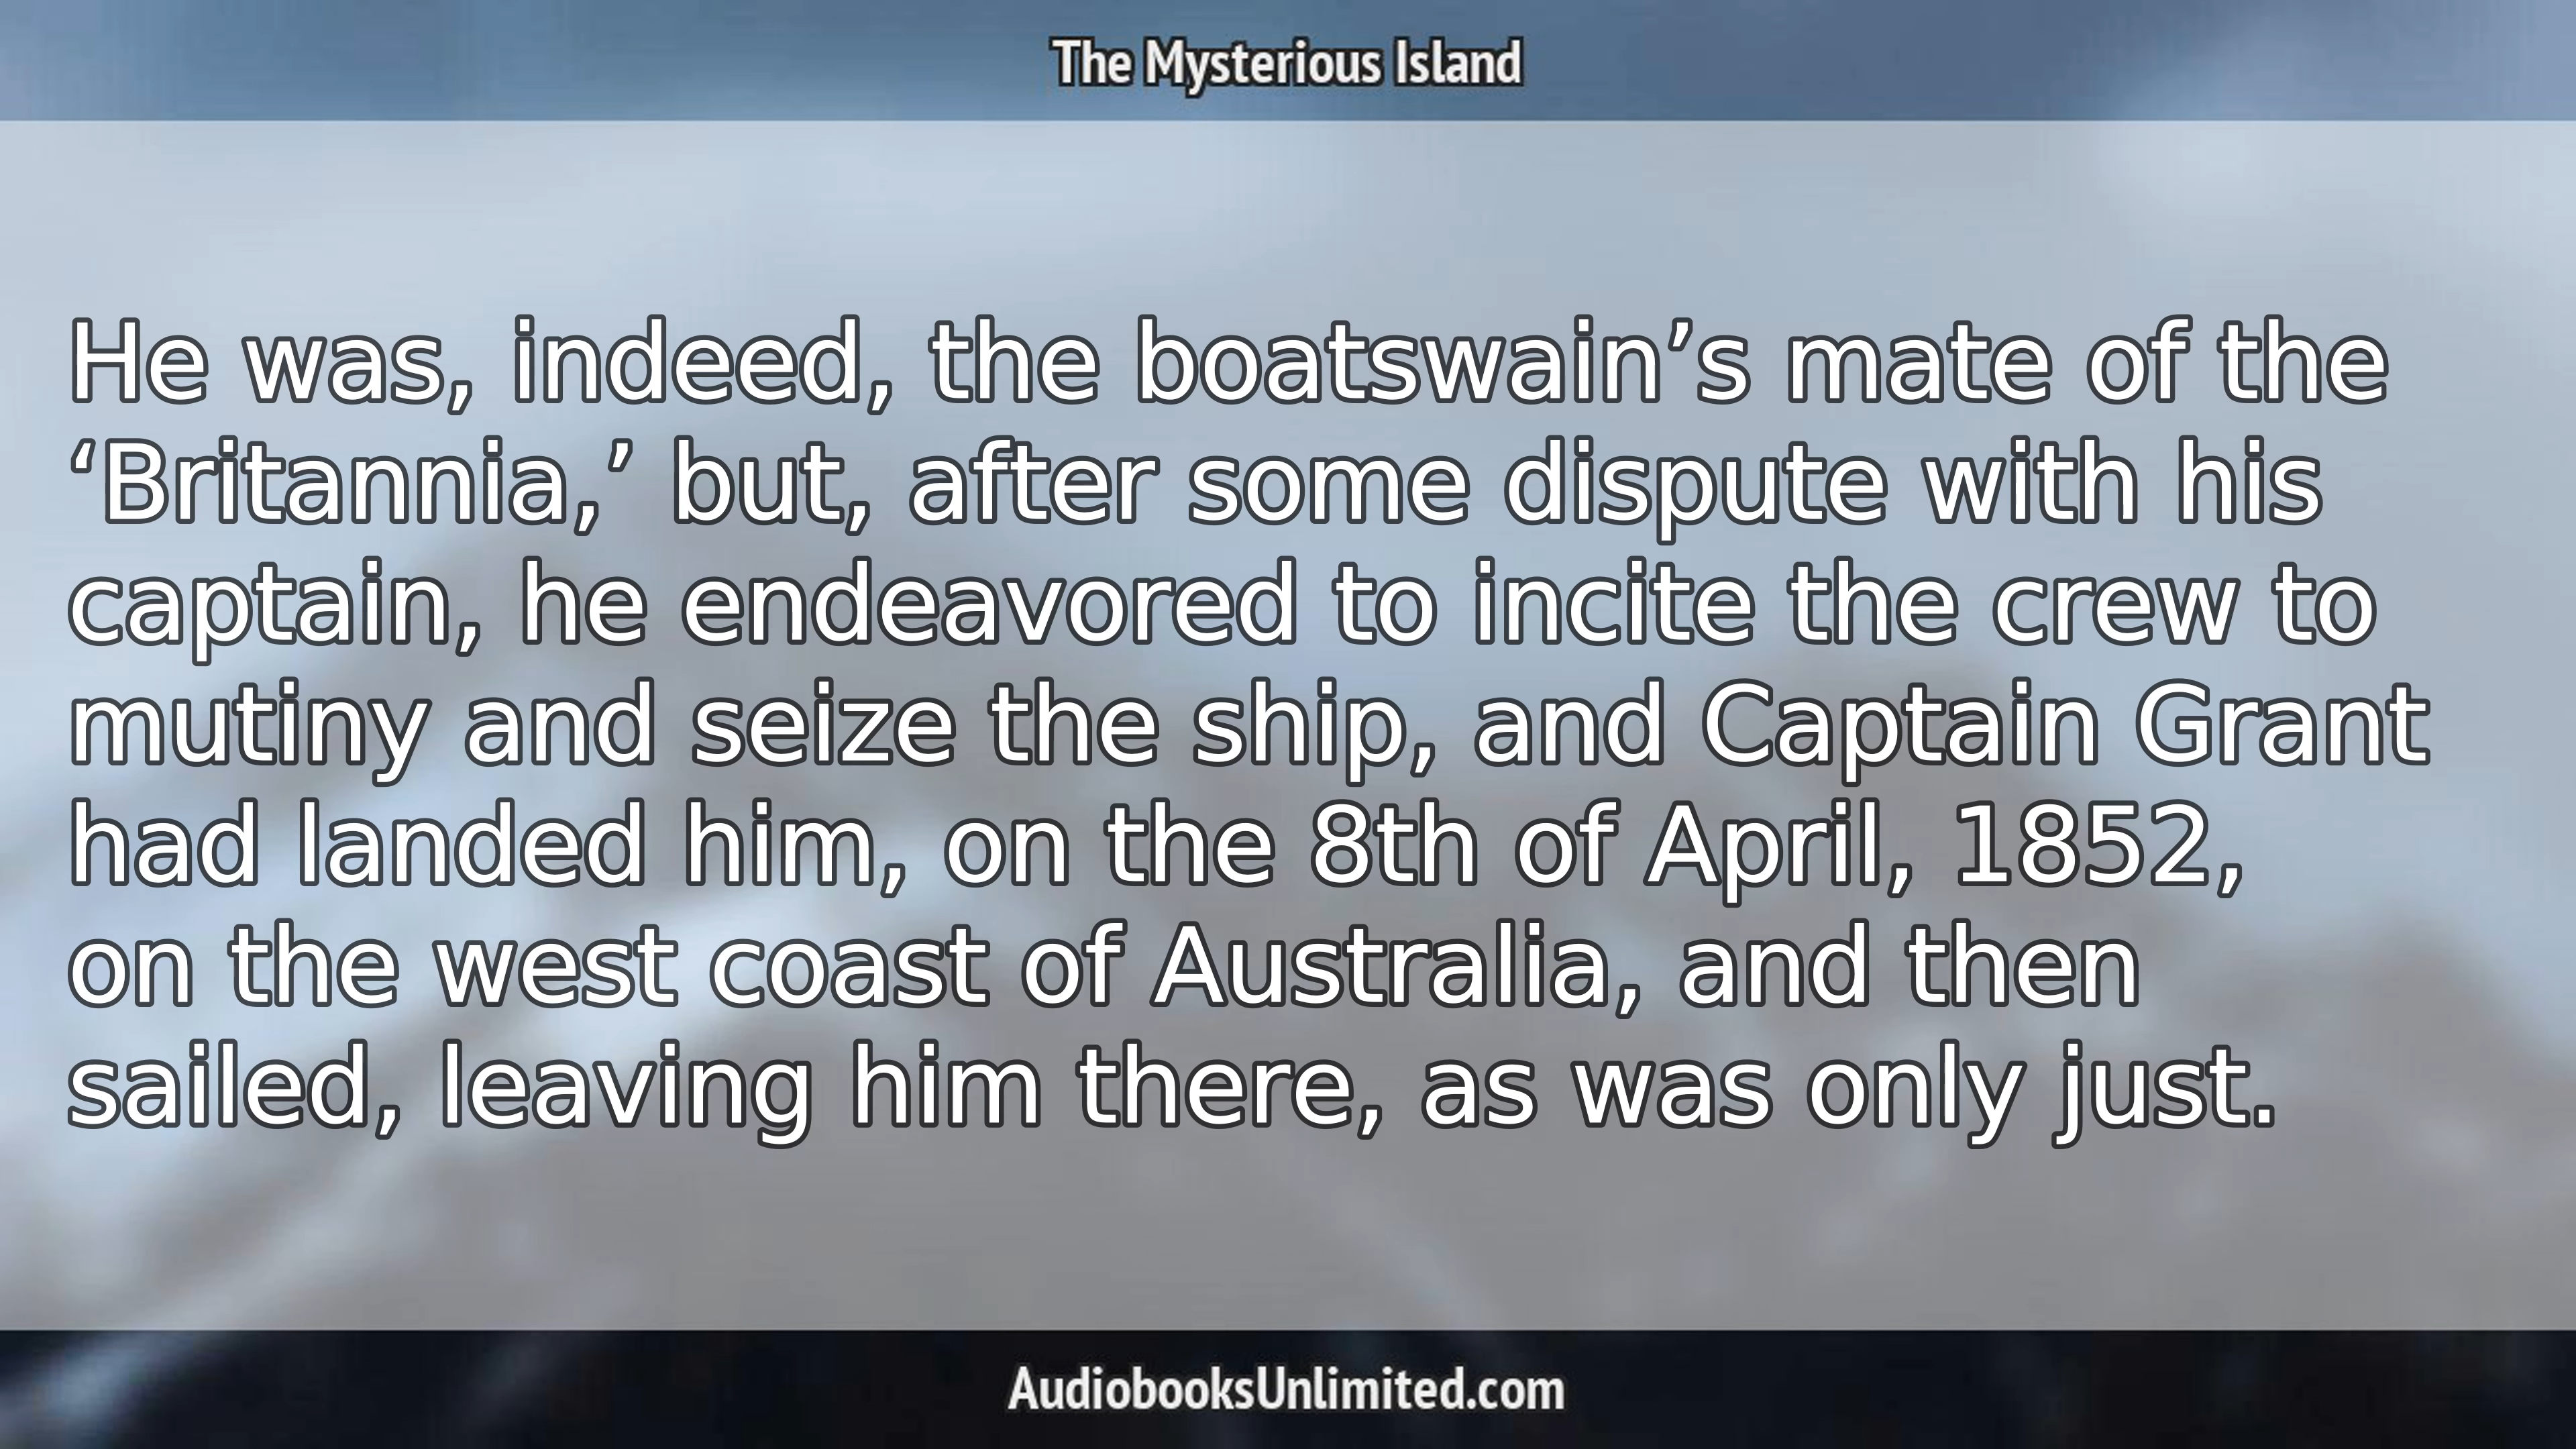 The Mysterious Island
He was, indeed, the boatswain’s mate of the
‘Britannia,’ but, after some dispute with his
captain, he endeavored to incite the crew to
mutiny and seize the ship, and Captain Grant
had landed him, on the 8th of April, 1852,
on the west coast of Australia, and then
sailed, leaving him there, as was only just.
AudiobooksUnlimited.com